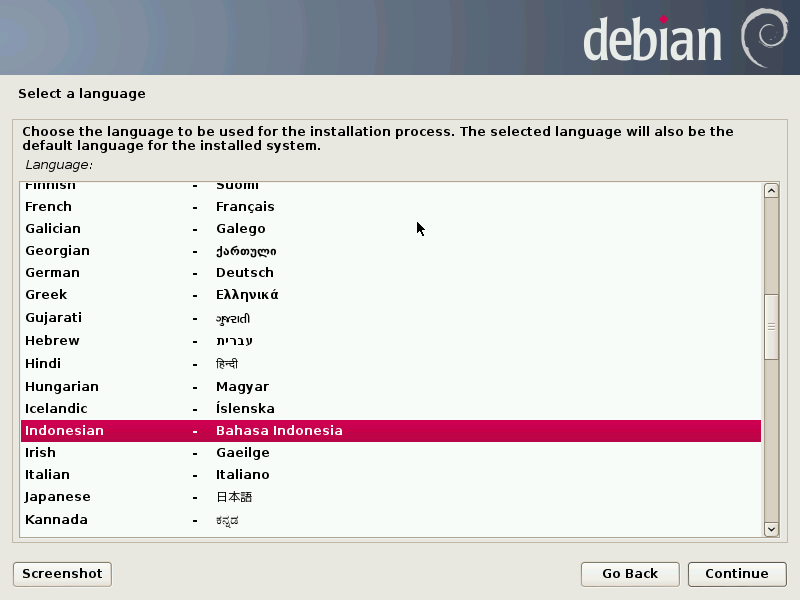 debian
Select a language
Choose the language to be used for the installation process. The selected language will also be the
default language for the installed system.
Language:
Finnish - Suomi
French - Français
Galician - Galego
Georgian - ქართული
German - Deutsch
Greek - Ελληνικά
Gujarati - ગુજરાતી
Hebrew - עברית
Hindi - हिन्दी
Hungarian - Magyar
Icelandic - Íslenska
Indonesian - Bahasa Indonesia
Irish - Gaeilge
Italian - Italiano
Japanese - 日本語
Kannada - ಕನ್ನಡ
Screenshot Go Back Continue